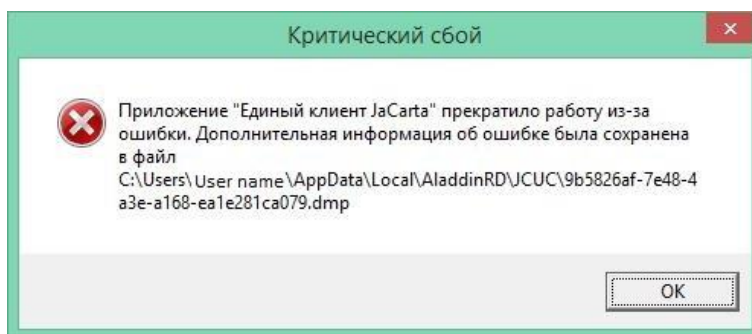 Критический сбой
Приложение "Единый клиент JaCarta" прекратило работу из-за
ошибки. Дополнительная информация об ошибке была сохранена
в файл
C:\Users\User name\AppData\Local\AladdinRD\JCUC\9b5826af-7e48-4
a3e-a168-ea1e281ca079.dmp
OK